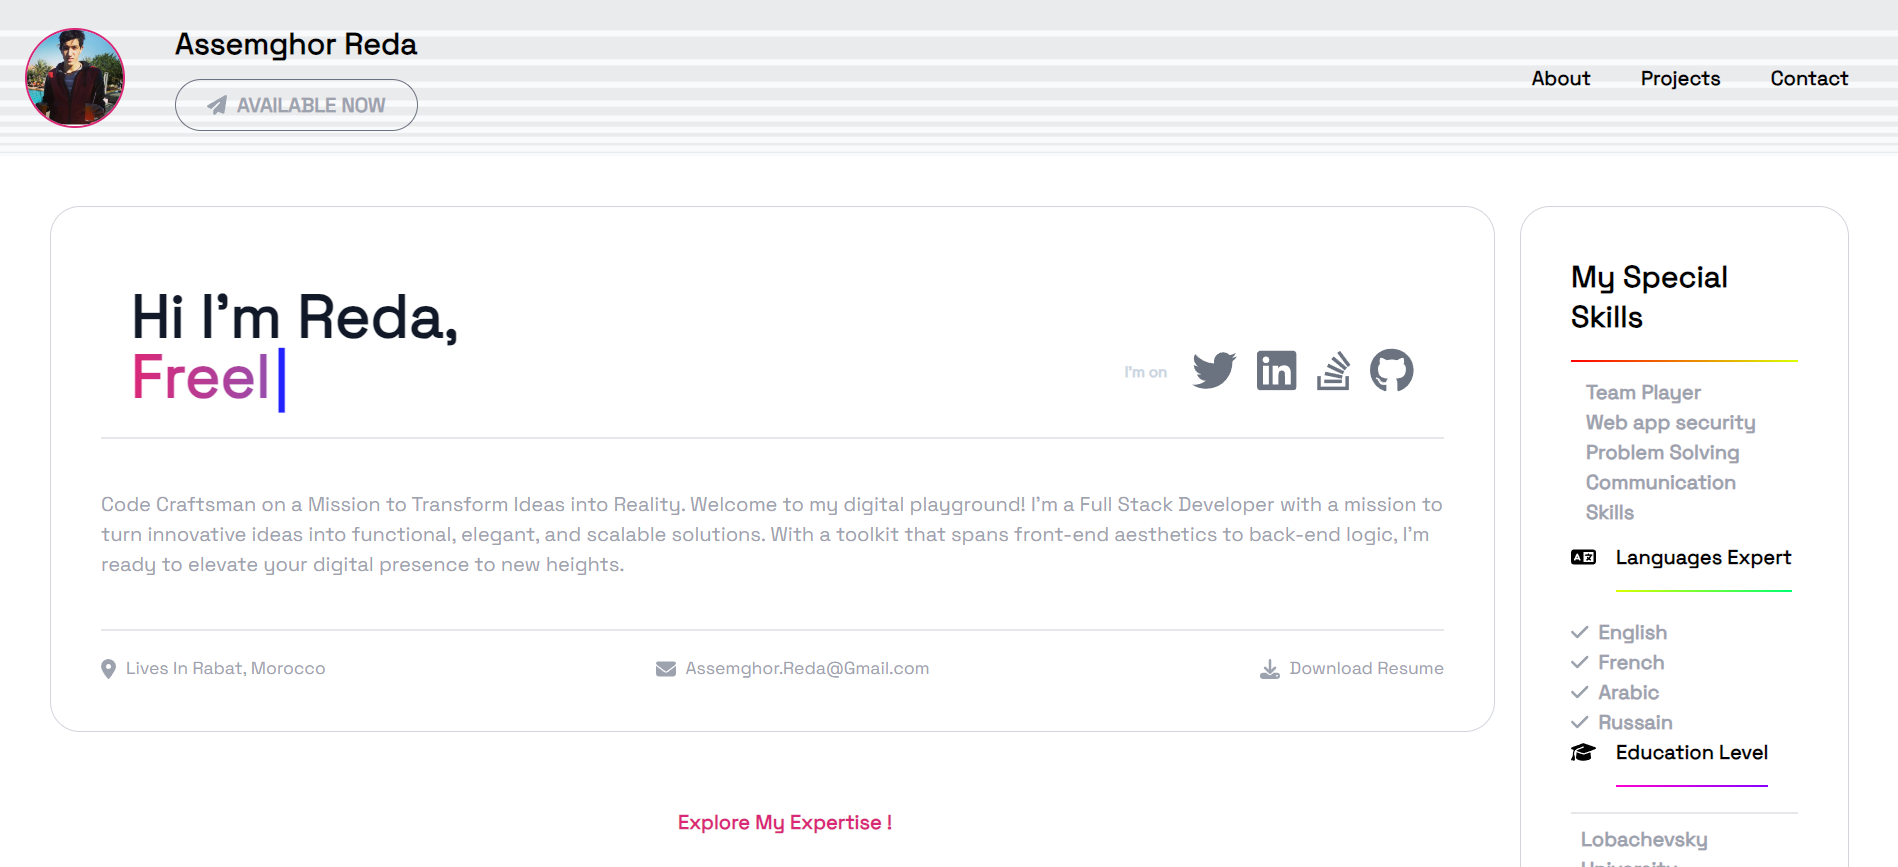 Assemghor Reda
AVAILABLE NOW
About
Projects
Contact
Hi I'm Reda,
Freel
I'm on
Code Craftsman on a Mission to Transform Ideas into Reality. Welcome to my digital playground! I'm a Full Stack Developer with a mission to
turn innovative ideas into functional, elegant, and scalable solutions. With a toolkit that spans front-end aesthetics to back-end logic, I'm
ready to elevate your digital presence to new heights.
Lives In Rabat, Morocco
Assemghor.Reda@Gmail.com
Download Resume
Explore My Expertise !
My Special
Skills
Team Player
Web app security
Problem Solving
Communication
Skills
Languages Expert
English
French
Arabic
Russain
Education Level
Lobachevsky